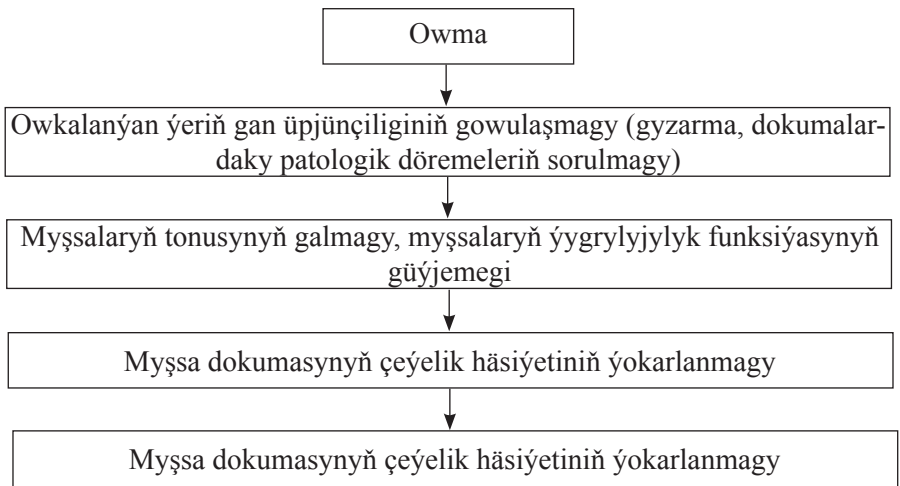 Owma
Owkalanýan ýeriň gan üpjünçiliginiň gowulaşmagy (gyzarma, dokumalar-
daky patologik döremeleriň sorulmagy)
Myşsalaryň tonusynyň galmagy, myşsalaryň ýygrylyjylyk funksiýasynyň
güýjemegi
Myşsa dokumasynyň çeýelik häsiýetiniň ýokarlanmagy
Myşsa dokumasynyň çeýelik häsiýetiniň ýokarlanmagy